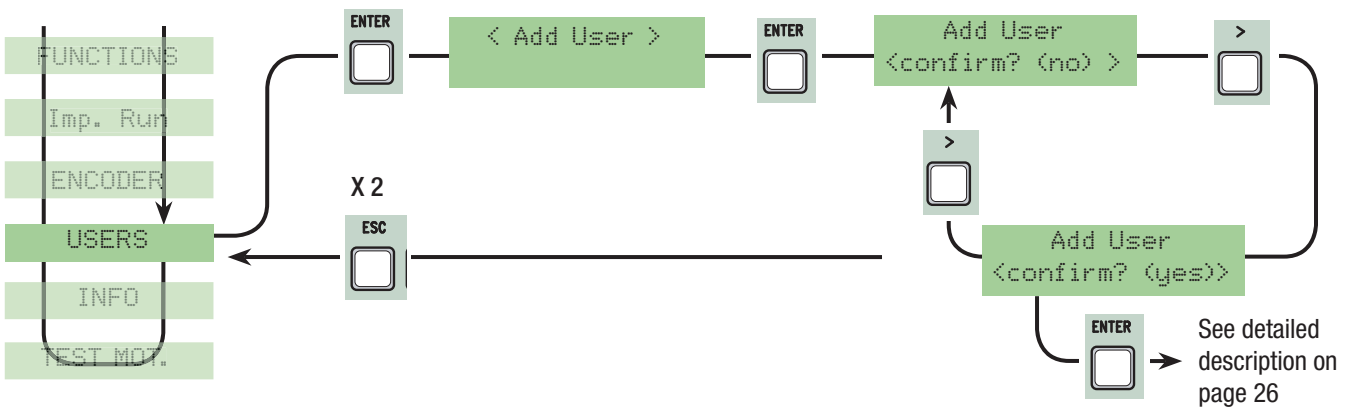 FUNCTIONS
Imp. Run
ENCODER
USERS
INFO
TEST MOT.
ENTER
< Add User >
ENTER
Add User
<confirm? (no) >
>
>
Add User
<confirm? (yes)>
ENTER
See detailed
description on
page 26
X 2
ESC